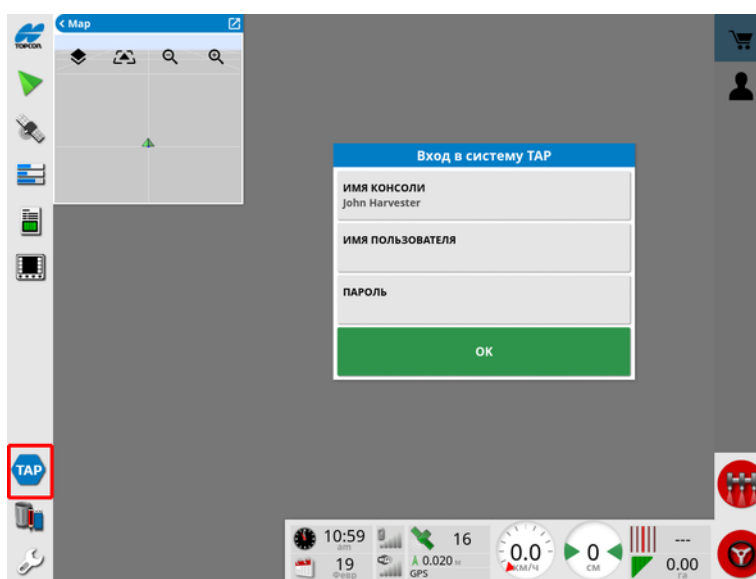 TOPCON
< Map
Вход в систему TAP
ИМЯ КОНСОЛИ
John Harvester
ИМЯ ПОЛЬЗОВАТЕЛЯ
ПАРОЛЬ
OK
TAP
10:59
am
19
Февр
16
0.020 м
GPS
0.0
км/ч
0
см
---
0.00
га